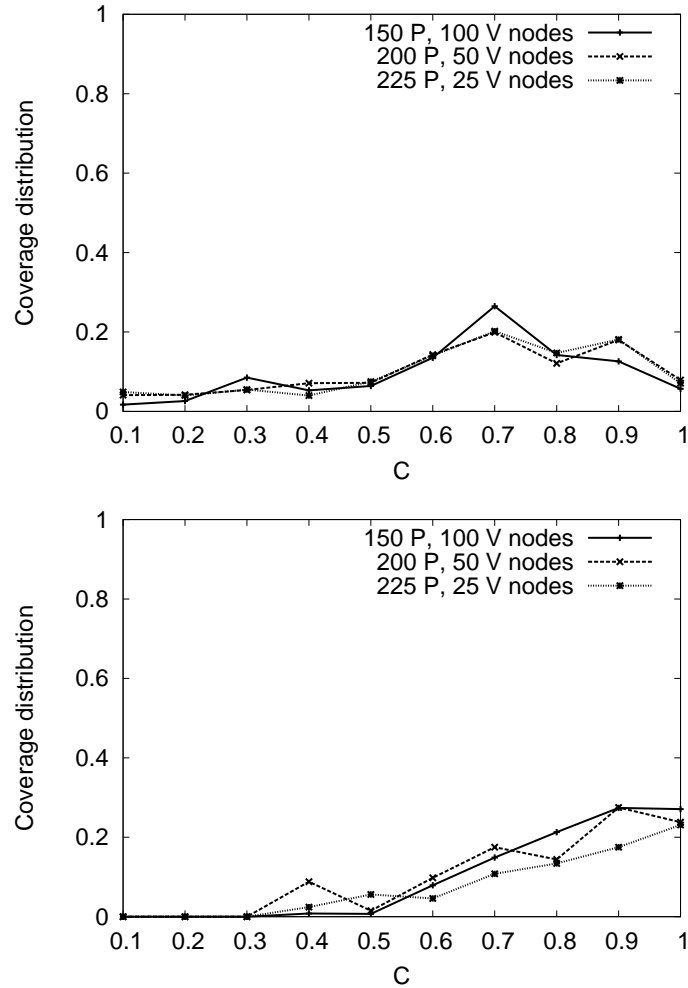 1
0.8
0.6
0.4
0.2
0
0.1 0.2 0.3 0.4 0.5 0.6 0.7 0.8 0.9 1
Coverage distribution
C
150 P, 100 V nodes
200 P, 50 V nodes
225 P, 25 V nodes
1
0.8
0.6
0.4
0.2
0
0.1 0.2 0.3 0.4 0.5 0.6 0.7 0.8 0.9 1
Coverage distribution
C
150 P, 100 V nodes
200 P, 50 V nodes
225 P, 25 V nodes